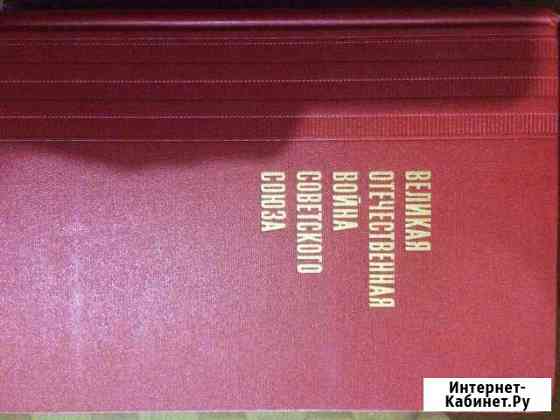 ВЕЛИКАЯ
ОТЕЧЕСТВЕННАЯ
ВОЙНА
СОВЕТСКОГО
СОЮЗА
Интернет-
Кабинет.Ру